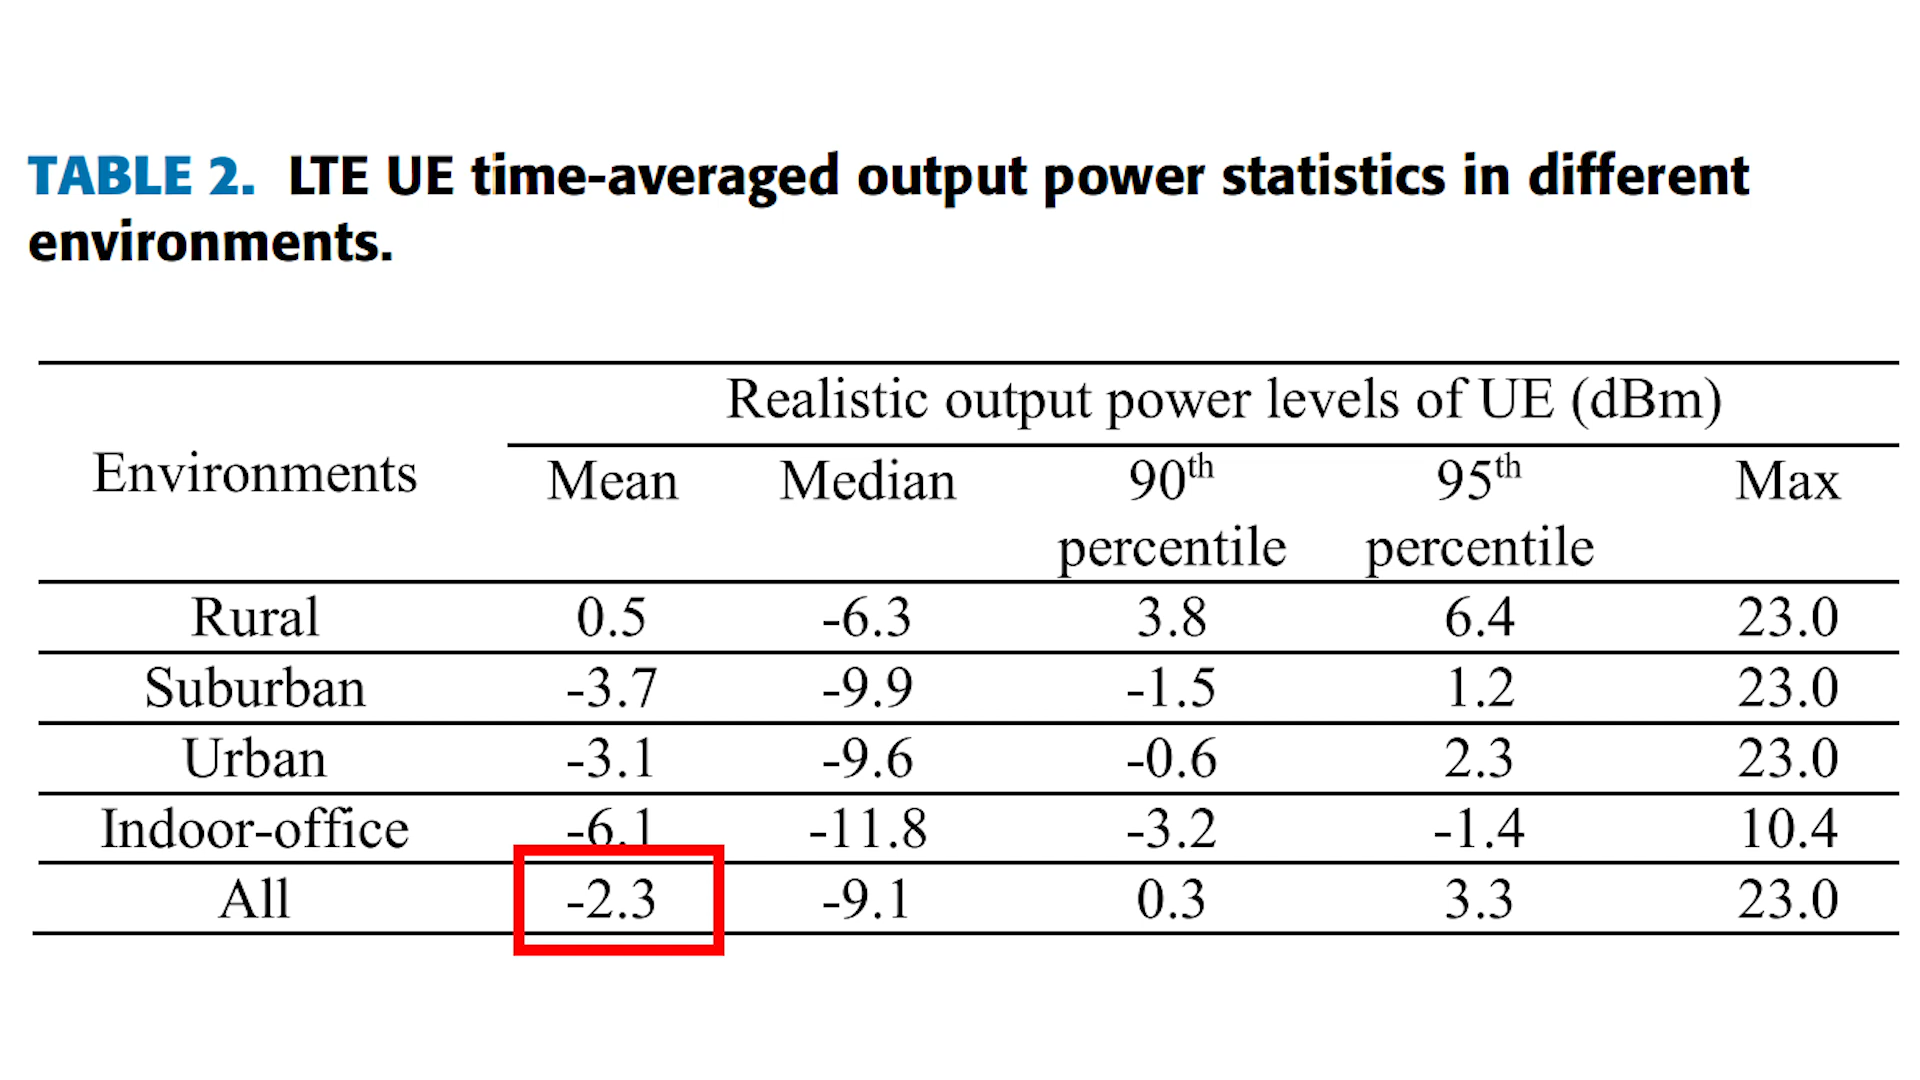 TABLE 2. LTE UE time-averaged output power statistics in different
environments.
Realistic output power levels of UE (dBm)
Environments Mean Median 90th percentile 95th percentile Max
Rural 0.5 -6.3 3.8 6.4 23.0
Suburban -3.7 -9.9 -1.5 1.2 23.0
Urban -3.1 -9.6 -0.6 2.3 23.0
Indoor-office -6.1 -11.8 -3.2 -1.4 10.4
All -2.3 -9.1 0.3 3.3 23.0